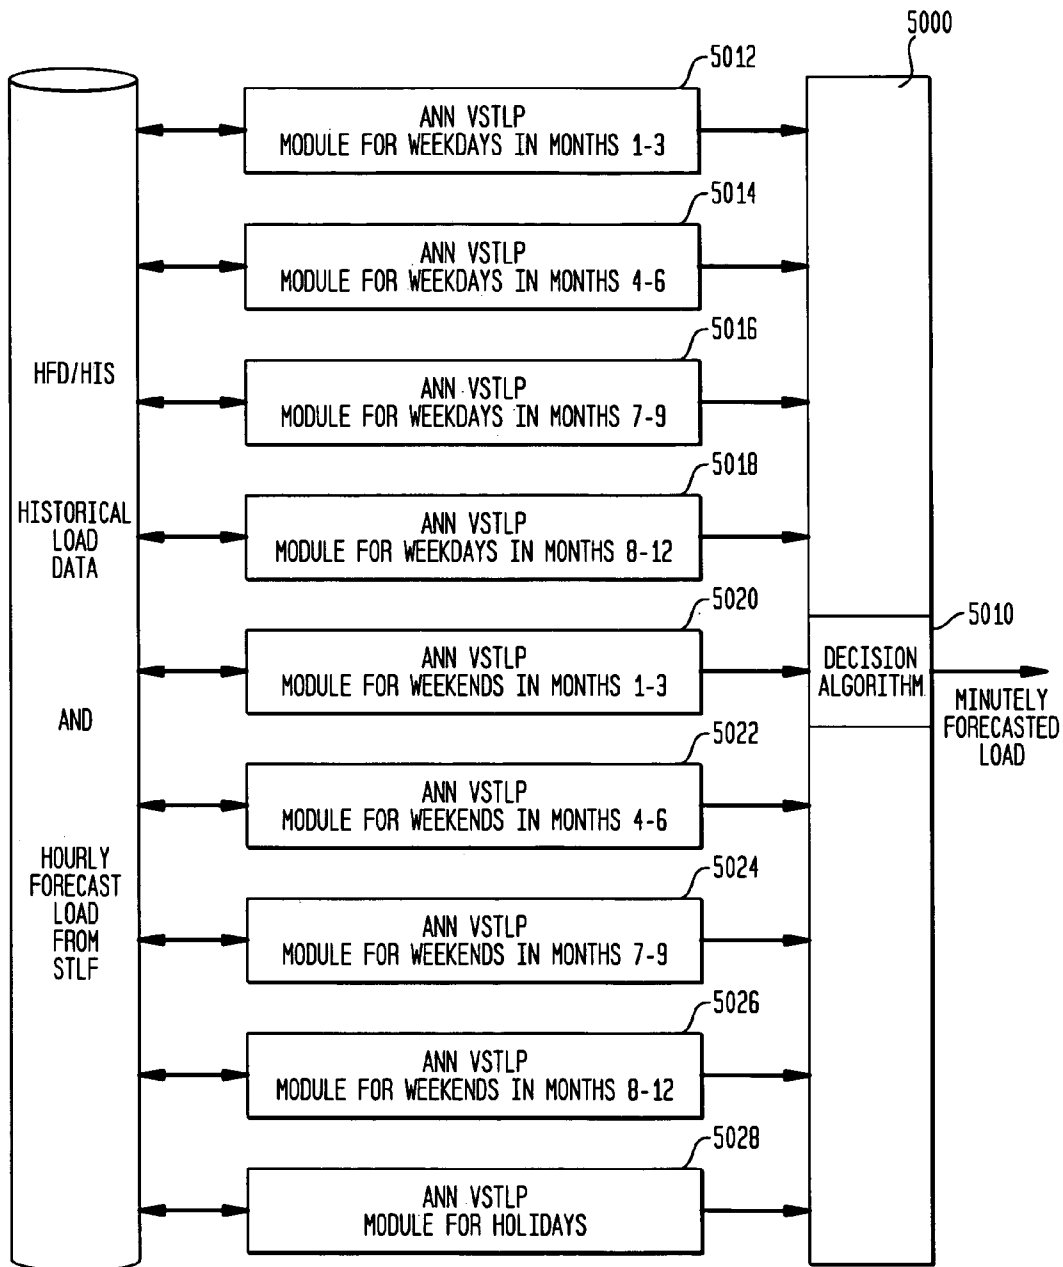 5000
5012
ANN VSTLP
MODULE FOR WEEKDAYS IN MONTHS 1-3
5014
ANN VSTLP
MODULE FOR WEEKDAYS IN MONTHS 4-6
5016
ANN VSTLP
MODULE FOR WEEKDAYS IN MONTHS 7-9
5018
ANN VSTLP
MODULE FOR WEEKDAYS IN MONTHS 8-12
5020
ANN VSTLP
MODULE FOR WEEKENDS IN MONTHS 1-3
5022
ANN VSTLP
MODULE FOR WEEKENDS IN MONTHS 4-6
5024
ANN VSTLP
MODULE FOR WEEKENDS IN MONTHS 7-9
5026
ANN VSTLP
MODULE FOR WEEKENDS IN MONTHS 8-12
5028
ANN VSTLP
MODULE FOR HOLIDAYS
HFD/HIS
HISTORICAL
LOAD
DATA
AND
HOURLY
FORECAST
LOAD
FROM
STLF
5010
DECISION
ALGORITHM
MINUTELY
FORECASTED
LOAD